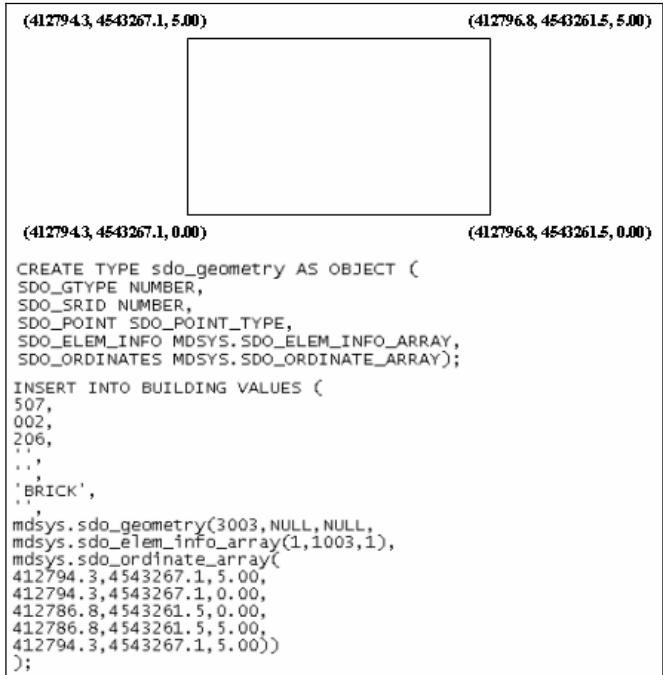 (412794.3, 4543267.1, 5.00) (412796.8, 4543261.5, 5.00)
(412794.3, 4543267.1, 0.00) (412796.8, 4543261.5, 0.00)
CREATE TYPE sdo_geometry AS OBJECT (
SDO_GTYPE NUMBER,
SDO_SRID NUMBER,
SDO_POINT SDO_POINT_TYPE,
SDO_ELEM_INFO MDSYS.SDO_ELEM_INFO_ARRAY,
SDO_ORDINATES MDSYS.SDO_ORDINATE_ARRAY);
INSERT INTO BUILDING VALUES (
507,
002,
206,
'',
'',
'BRICK',
'',
mdsys.sdo_geometry(3003,NULL,NULL,
mdsys.sdo_elem_info_array(1,1003,1),
mdsys.sdo_ordinate_array(
412794.3,4543267.1,5.00,
412794.3,4543267.1,0.00,
412786.8,4543261.5,0.00,
412786.8,4543261.5,5.00,
412794.3,4543267.1,5.00))
);